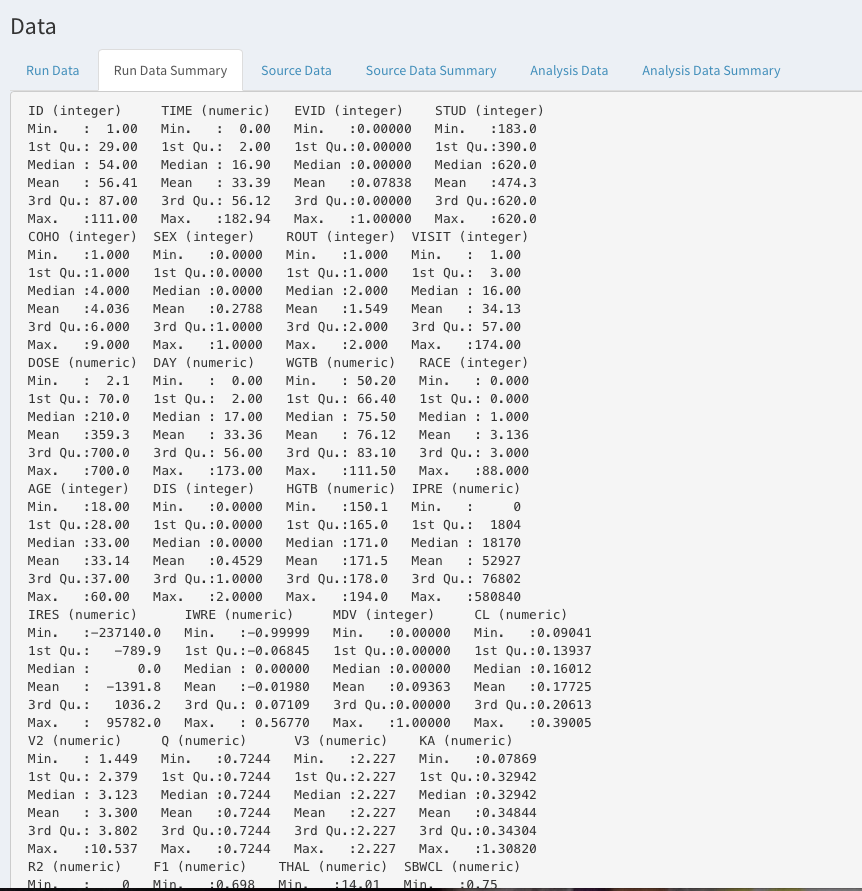 Data
Run Data Run Data Summary Source Data Source Data Summary Analysis Data Analysis Data Summary
ID (integer) TIME (numeric) EVID (integer) STUD (integer)
Min. : 1.00 Min. : 0.00 Min. :0.00000 Min. :183.0
1st Qu.: 29.00 1st Qu.: 2.00 1st Qu.:0.00000 1st Qu.:390.0
Median : 54.00 Median : 16.90 Median :0.00000 Median :620.0
Mean : 56.41 Mean : 33.39 Mean :0.07838 Mean :474.3
3rd Qu.: 87.00 3rd Qu.: 56.12 3rd Qu.:0.00000 3rd Qu.:620.0
Max. :111.00 Max. :182.94 Max. :1.00000 Max. :620.0
COHO (integer) SEX (integer) ROUT (integer) VISIT (integer)
Min. :1.000 Min. :0.0000 Min. :1.000 Min. : 1.00
1st Qu.:1.000 1st Qu.:0.0000 1st Qu.:1.000 1st Qu.: 3.00
Median :4.000 Median :0.0000 Median :2.000 Median : 16.00
Mean :4.036 Mean :0.2788 Mean :1.549 Mean : 34.13
3rd Qu.:6.000 3rd Qu.:1.0000 3rd Qu.:2.000 3rd Qu.: 57.00
Max. :9.000 Max. :1.0000 Max. :2.000 Max. :174.00
DOSE (numeric) DAY (numeric) WGTB (numeric) RACE (integer)
Min. : 2.1 Min. : 0.00 Min. : 50.20 Min. : 0.000
1st Qu.: 70.0 1st Qu.: 2.00 1st Qu.: 66.40 1st Qu.: 0.000
Median :210.0 Median : 17.00 Median : 75.50 Median : 1.000
Mean :359.3 Mean : 33.36 Mean : 76.12 Mean : 3.136
3rd Qu.:700.0 3rd Qu.: 56.00 3rd Qu.: 83.10 3rd Qu.: 3.000
Max. :700.0 Max. :173.00 Max. :111.50 Max. :88.000
AGE (integer) DIS (integer) HGTB (numeric) IPRE (numeric)
Min. :18.00 Min. :0.0000 Min. :150.1 Min. : 0
1st Qu.:28.00 1st Qu.:0.0000 1st Qu.:165.0 1st Qu.: 1804
Median :33.00 Median :0.0000 Median :171.0 Median : 18170
Mean :33.14 Mean :0.4529 Mean :171.5 Mean : 52927
3rd Qu.:37.00 3rd Qu.:1.0000 3rd Qu.:178.0 3rd Qu.: 76802
Max. :60.00 Max. :2.0000 Max. :194.0 Max. :580840
IRES (numeric) IWRE (numeric) MDV (integer) CL (numeric)
Min. :-237140.0 Min. :-0.99999 Min. :0.00000 Min. :0.09041
1st Qu.: -789.9 1st Qu.:-0.06845 1st Qu.:0.00000 1st Qu.:0.13937
Median : 0.0 Median : 0.00000 Median :0.00000 Median :0.16012
Mean : -1391.8 Mean :-0.01980 Mean :0.09363 Mean :0.17725
3rd Qu.: 1036.2 3rd Qu.: 0.07109 3rd Qu.:0.00000 3rd Qu.:0.20613
Max. : 95782.0 Max. : 0.56770 Max. :1.00000 Max. :0.39005
V2 (numeric) Q (numeric) V3 (numeric) KA (numeric)
Min. : 1.449 Min. :0.7244 Min. :2.227 Min. :0.07869
1st Qu.: 2.379 1st Qu.:0.7244 1st Qu.:2.227 1st Qu.:0.32942
Median : 3.123 Median :0.7244 Median :2.227 Median :0.32942
Mean : 3.300 Mean :0.7244 Mean :2.227 Mean :0.34844
3rd Qu.: 3.802 3rd Qu.:0.7244 3rd Qu.:2.227 3rd Qu.:0.34304
Max. :10.537 Max. :0.7244 Max. :2.227 Max. :1.30820
R2 (numeric) F1 (numeric) THAL (numeric) SBWCL (numeric)
Min. : 0 Min. :0.698 Min. :14.01 Min. :0.75